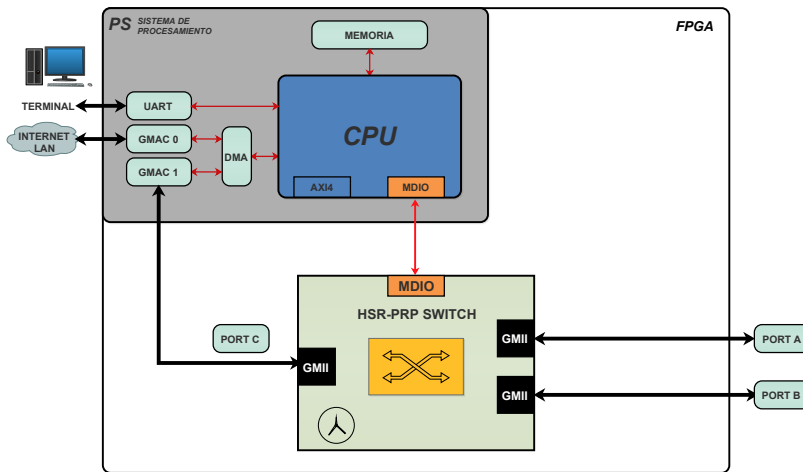 PS SISTEMA DE
PROCESAMIENTO
FPGA
MEMORIA
TERMINAL
UART
CPU
INTERNET
LAN
GMAC 0
DMA
GMAC 1
AXI4
MDIO
MDIO
HSR-PRP SWITCH
PORT C
GMII
PORT A
GMII
GMII
PORT B